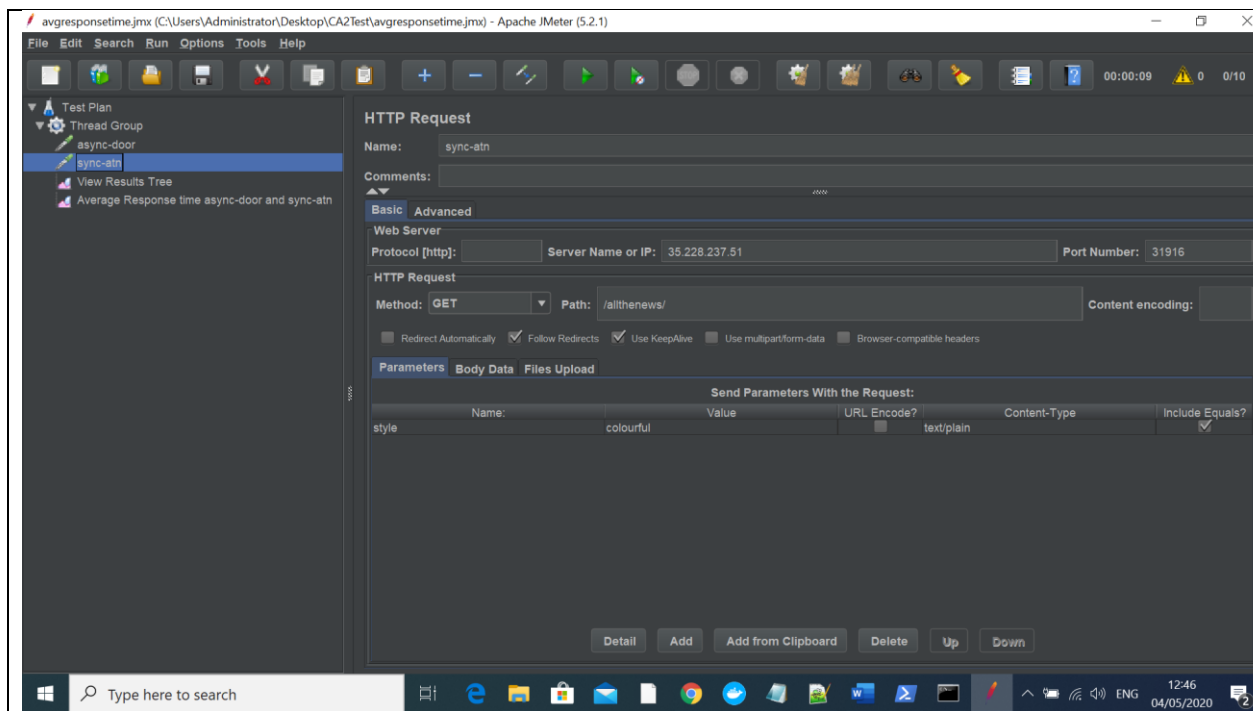 avgresponsetime.jmx (C:\Users\Administrator\Desktop\CA2Test\avgresponsetime.jmx) - Apache JMeter (5.2.1)
File Edit Search Run Options Tools Help
00:00:09 0 0/10
Test Plan
Thread Group
async-door
sync-atn
View Results Tree
Average Response time async-door and sync-atn
HTTP Request
Name: sync-atn
Comments:
Basic Advanced
Web Server
Protocol [http]: Server Name or IP: 35.228.237.51 Port Number: 31916
HTTP Request
Method: GET Path: /allthenews/ Content encoding:
Redirect Automatically Follow Redirects Use KeepAlive Use multipart/form-data Browser-compatible headers
Parameters Body Data Files Upload
Send Parameters With the Request:
Name: Value URL Encode? Content-Type Include Equals?
style colourful text/plain
Detail Add Add from Clipboard Delete Up Down
Type here to search ENG 12:46
04/05/2020 2